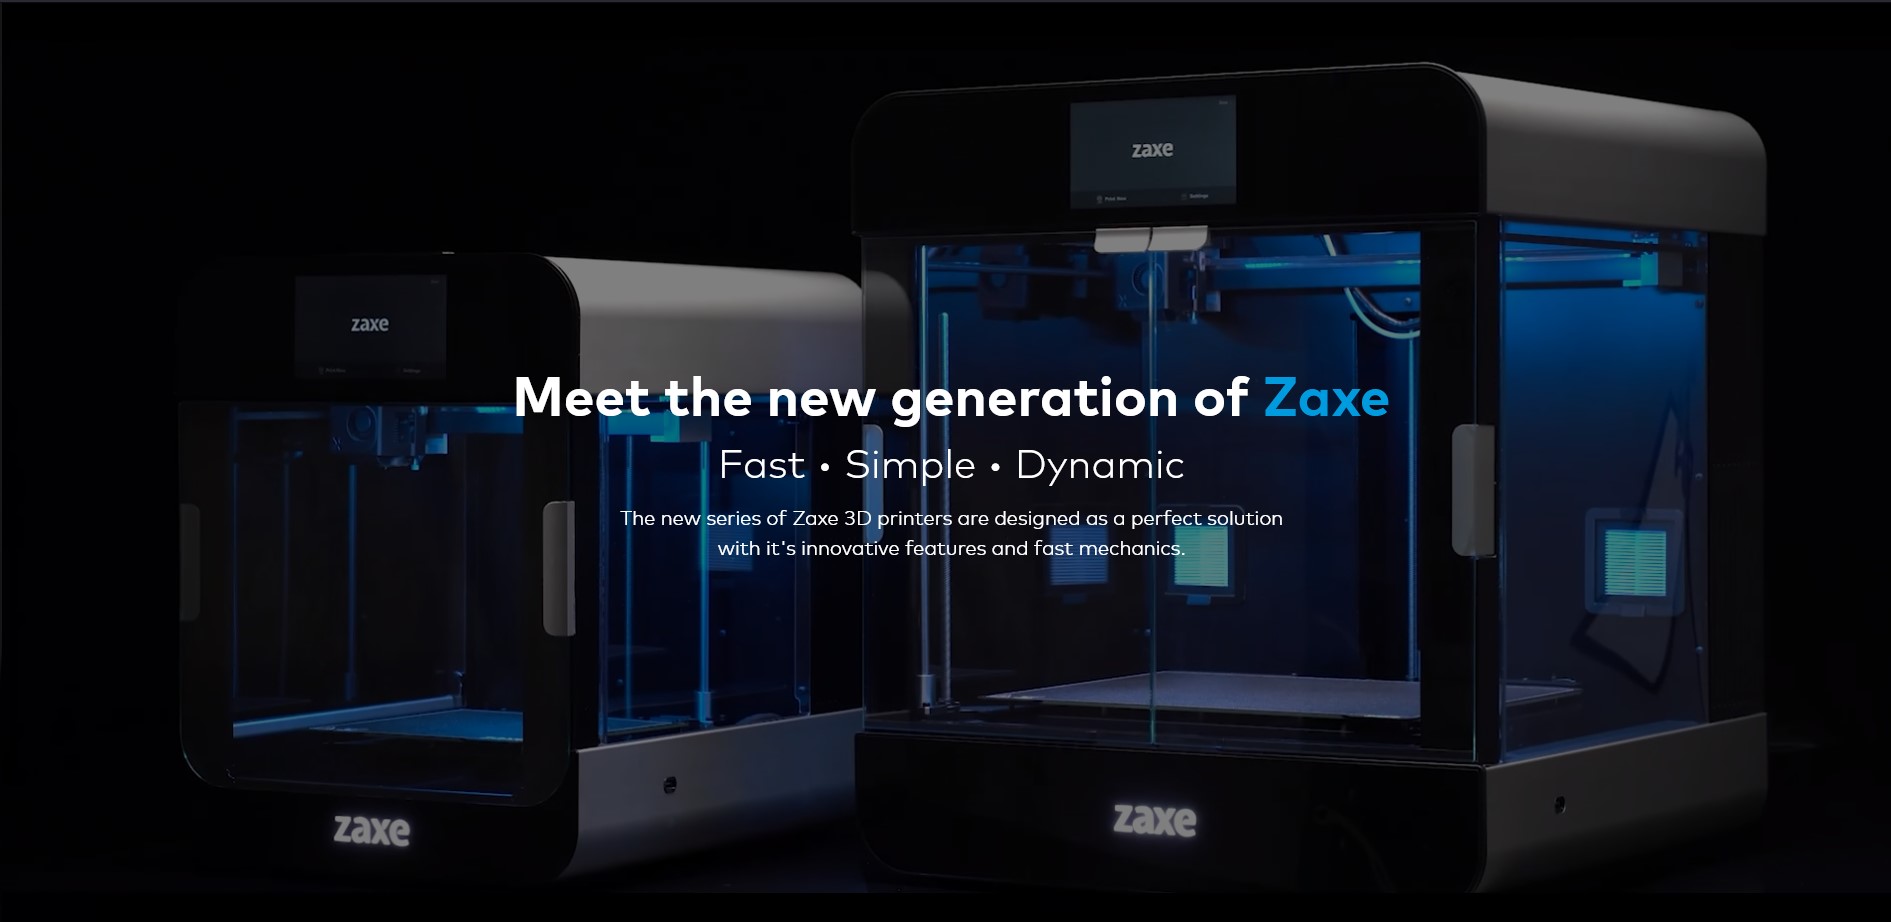 zaxe
zaxe
Meet the new generation of Zaxe
Fast • Simple • Dynamic
The new series of Zaxe 3D printers are designed as a perfect solution
with it's innovative features and fast mechanics.
zaxe
zaxe